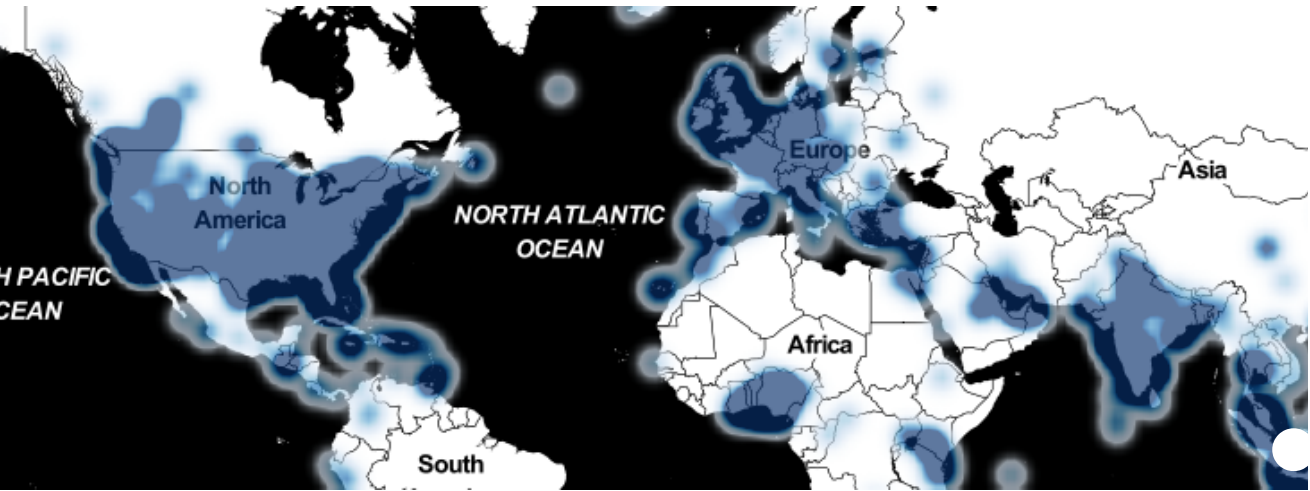 Europe
Asia
North
America
NORTH ATLANTIC
OCEAN
H PACIFIC
CEAN
Africa
South